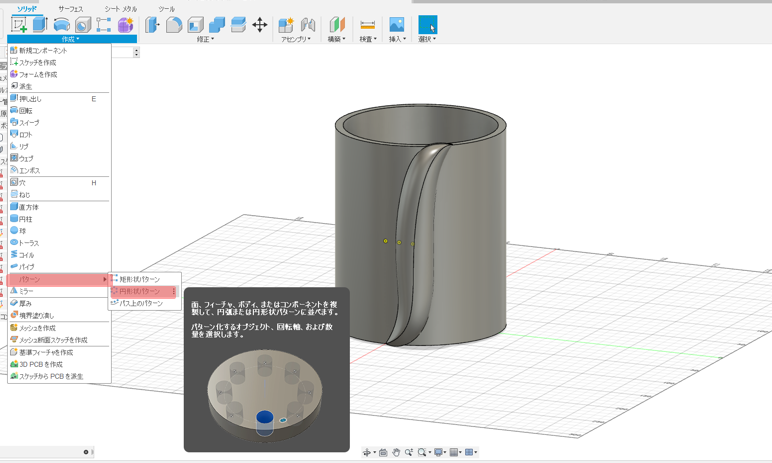 ソリッド サーフェス シート メタル ツール
作成▼ 修正▼ アセンブリ▼ 構築▼ 検査▼ 挿入▼ 選択▼
新規コンポーネント
スケッチを作成
フォームを作成
派生
押し出し E
回転
スイープ
ロフト
リブ
ウェブ
エンボス
穴 H
ねじ
直方体
円柱
球
トーラス
コイル
パイプ
パターン
矩形状パターン
ミラー
円形状パターン
厚み
パス上のパターン
境界塗り潰し
メッシュを作成
メッシュ断面スケッチを作成
基準フィーチャを作成
3D PCB を作成
スケッチから PCB を派生
面、フィーチャ、ボディ、またはコンポーネントを複
製して、円弧または円形状パターンに並べます。
パターン化するオブジェクト、回転軸、および数
量を選択します。